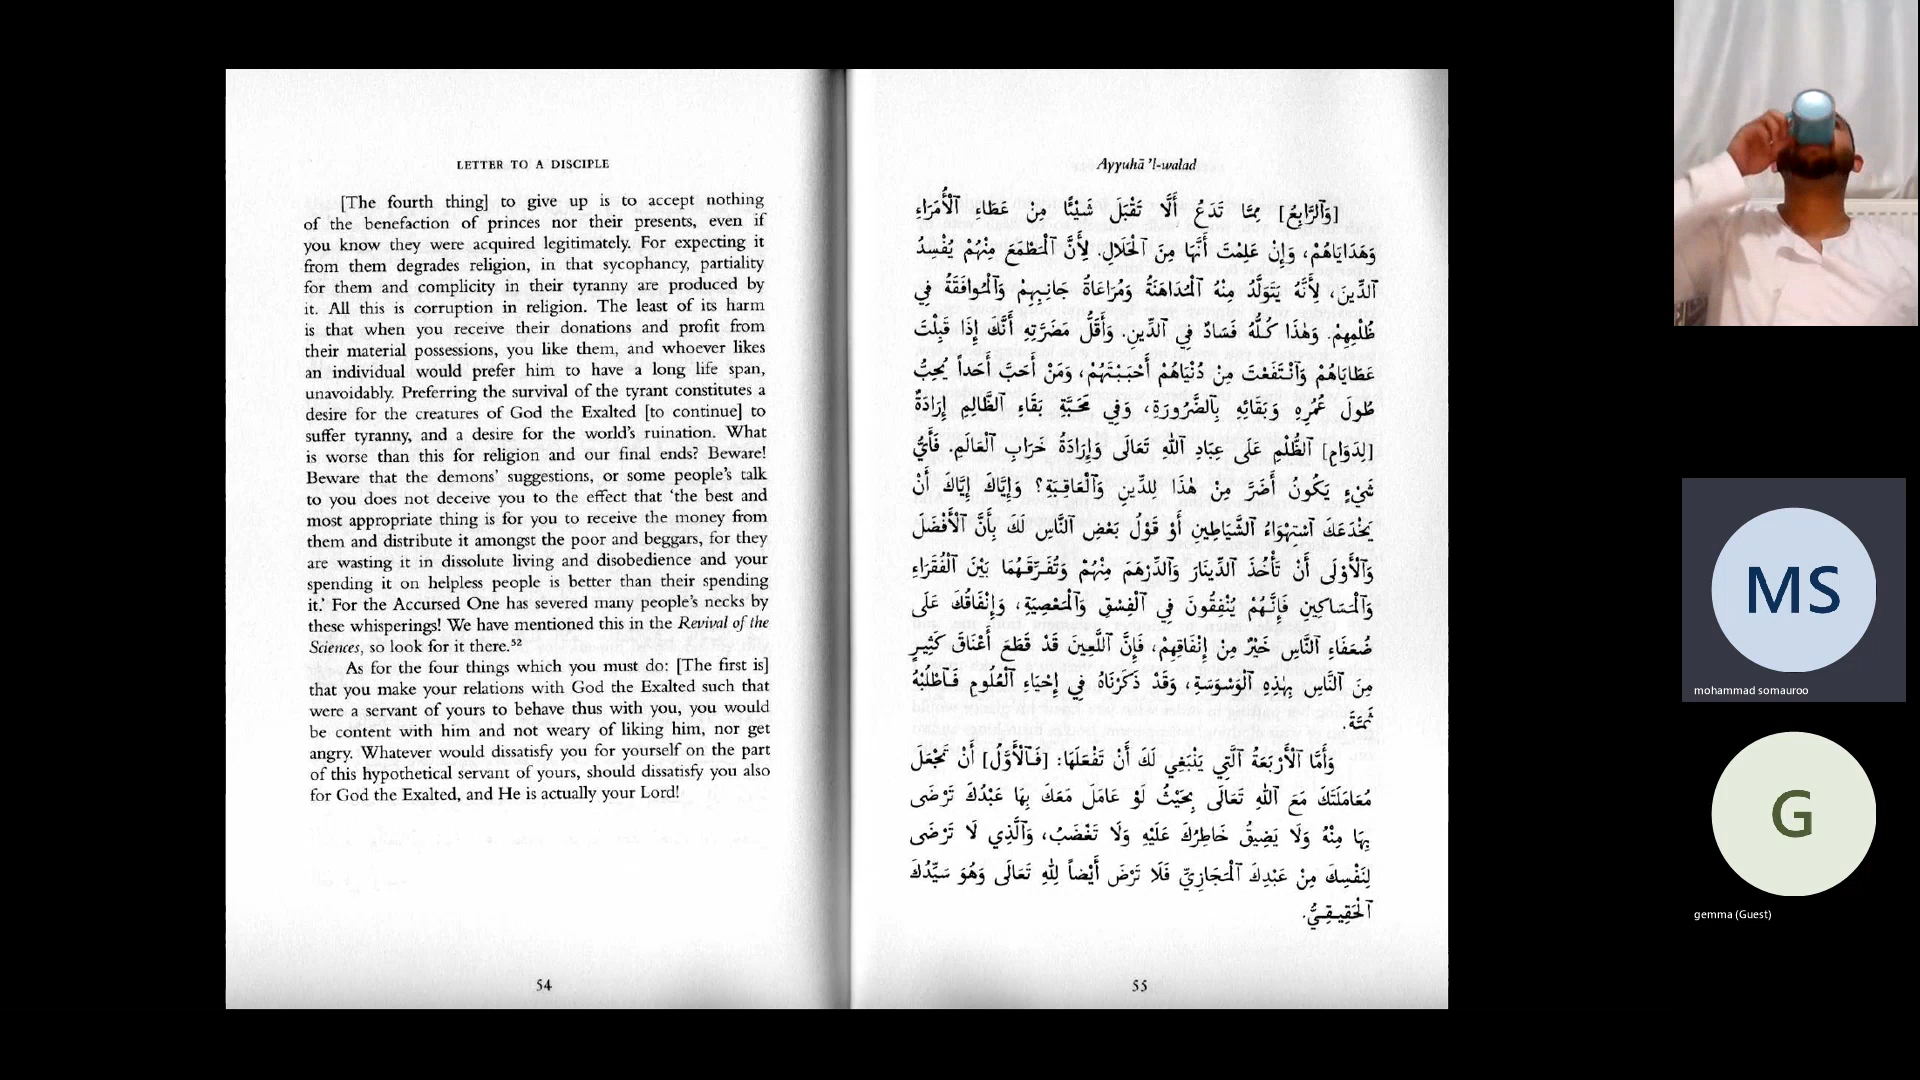 LETTER TO A DISCIPLE
[The fourth thing] to give up is to accept nothing
of the benefaction of princes nor their presents, even if
you know they were acquired legitimately. For expecting it
from them degrades religion, in that sycophancy, partiality
for them and complicity in their tyranny are produced by
it. All this is corruption in religion. The least of its harm
is that when you receive their donations and profit from
their material possessions, you like them, and whoever likes
an individual would prefer him to have a long life span,
unavoidably. Preferring the survival of the tyrant constitutes a
desire for the creatures of God the Exalted [to continue] to
suffer tyranny, and a desire for the world's ruination. What
is worse than this for religion and our final ends? Beware!
Beware that the demons' suggestions, or some people's talk
to you does not deceive you to the effect that 'the best and
most appropriate thing is for you to receive the money from
them and distribute it amongst the poor and beggars, for they
are wasting it in dissolute living and disobedience and your
spending it on helpless people is better than their spending
it.' For the Accursed One has severed many people's necks by
these whisperings! We have mentioned this in the Revival of the
Sciences, so look for it there.⁵²
As for the four things which you must do: [The first is]
that you make your relations with God the Exalted such that
were a servant of yours to behave thus with you, you would
be content with him and not weary of liking him, nor get
angry. Whatever would dissatisfy you for yourself on the part
of this hypothetical servant of yours, should dissatisfy you also
for God the Exalted, and He is actually your Lord!
54
Ayyuhā 'l-walad
[وَٱلرَّابِعُ] مِمَّا تَدَعُ أَلَّا تَقْبَلَ شَيْئًا مِنْ عَطَاءِ ٱلْأُمَرَاءِ
وَهَدَايَاهُمْ، وَإِنْ عَلِمْتَ أَنَّهَا مِنَ ٱلْحَلَالِ. لِأَنَّ ٱلْمَطْمَعَ مِنْهُمْ يُفْسِدُ
ٱلدِّينَ، لِأَنَّهُ يَتَوَلَّدُ مِنْهُ ٱلْمُدَاهَنَةُ وَمُرَاعَاةُ جَانِبِهِمْ وَٱلْمُوَافَقَةُ فِي
ظُلْمِهِمْ. وَهٰذَا كُلُّهُ فَسَادٌ فِي ٱلدِّينِ. وَأَقَلُّ مَضَرَّتِهِ أَنَّكَ إِذَا قَبِلْتَ
عَطَايَاهُمْ وَٱنْتَفَعْتَ مِنْ دُنْيَاهُمْ أَحْبَبْتَهُمْ، وَمَنْ أَحَبَّ أَحَداً يُحِبُّ
طُولَ عُمُرِهِ وَبَقَائِهِ بِٱلضَّرُورَةِ، وَفِي مَحَبَّةِ بَقَاءِ ٱلظَّالِمِ إِرَادَةٌ
[لِدَوَامِ] ٱلظُّلْمِ عَلَى عِبَادِ ٱللهِ تَعَالَى وَإِرَادَةُ خَرَابِ ٱلْعَالَمِ. فَأَيُّ
شَيْءٍ يَكُونُ أَضَرَّ مِنْ هٰذَا لِلدِّينِ وَٱلْعَاقِبَةِ؟ وَإِيَّاكَ إِيَّاكَ أَنْ
يَخْدَعَكَ ٱسْتِهْوَاءُ ٱلشَّيَاطِينِ أَوْ قَوْلُ بَعْضِ ٱلنَّاسِ لَكَ بِأَنَّ ٱلْأَفْضَلَ
وَٱلْأَوْلَى أَنْ تَأْخُذَ ٱلدِّينَارَ وَٱلدِّرْهَمَ مِنْهُمْ وَتُفَرِّقَهُمَا بَيْنَ ٱلْفُقَرَاءِ
وَٱلْمَسَاكِينِ فَإِنَّهُمْ يُنْفِقُونَ فِي ٱلْفِسْقِ وَٱلْمَعْصِيَةِ، وَإِنْفَاقُكَ عَلَى
ضُعَفَاءِ ٱلنَّاسِ خَيْرٌ مِنْ إِنْفَاقِهِمْ، فَإِنَّ ٱللَّعِينَ قَدْ قَطَعَ أَعْنَاقَ كَثِيرٍ
مِنَ ٱلنَّاسِ بِهٰذِهِ ٱلْوَسْوَسَةِ، وَقَدْ ذَكَرْنَاهُ فِي إِحْيَاءِ ٱلْعُلُومِ فَٱطْلُبْهُ
ثَمَّةَ.
وَأَمَّا ٱلْأَرْبَعَةُ ٱلَّتِي يَنْبَغِي لَكَ أَنْ تَفْعَلَهَا: [فَٱلْأَوَّلُ] أَنْ تَجْعَلَ
مُعَامَلَتَكَ مَعَ ٱللهِ تَعَالَى بِحَيْثُ لَوْ عَامَلَ مَعَكَ بِهَا عَبْدُكَ تَرْضَى
بِهَا مِنْهُ وَلَا يَضِيقُ خَاطِرُكَ عَلَيْهِ وَلَا تَغْضَبُ، وَٱلَّذِي لَا تَرْضَى
لِنَفْسِكَ مِنْ عَبْدِكَ ٱلْمَجَازِيِّ فَلَا تَرْضَ أَيْضاً لِلّٰهِ تَعَالَى وَهُوَ سَيِّدُكَ
ٱلْحَقِيقِيُّ.
55
MS
mohammad somauroo
G
gemma (Guest)